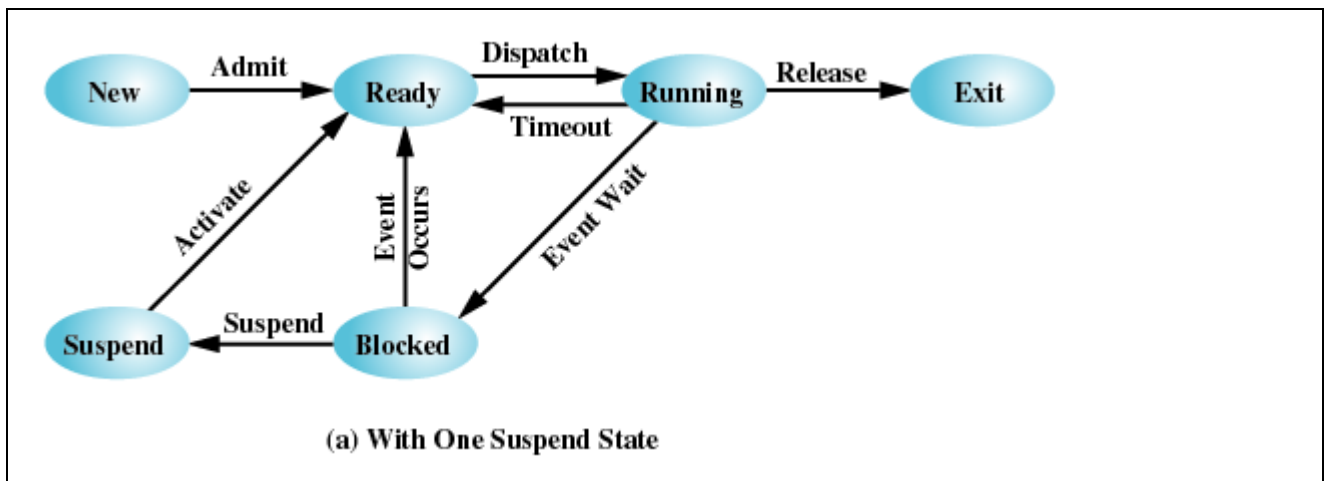 Dispatch
Admit
Release
New
Ready
Running
Exit
Timeout
Activate
Event
Occurs
Event Wait
Suspend
Suspend
Blocked
(a) With One Suspend State